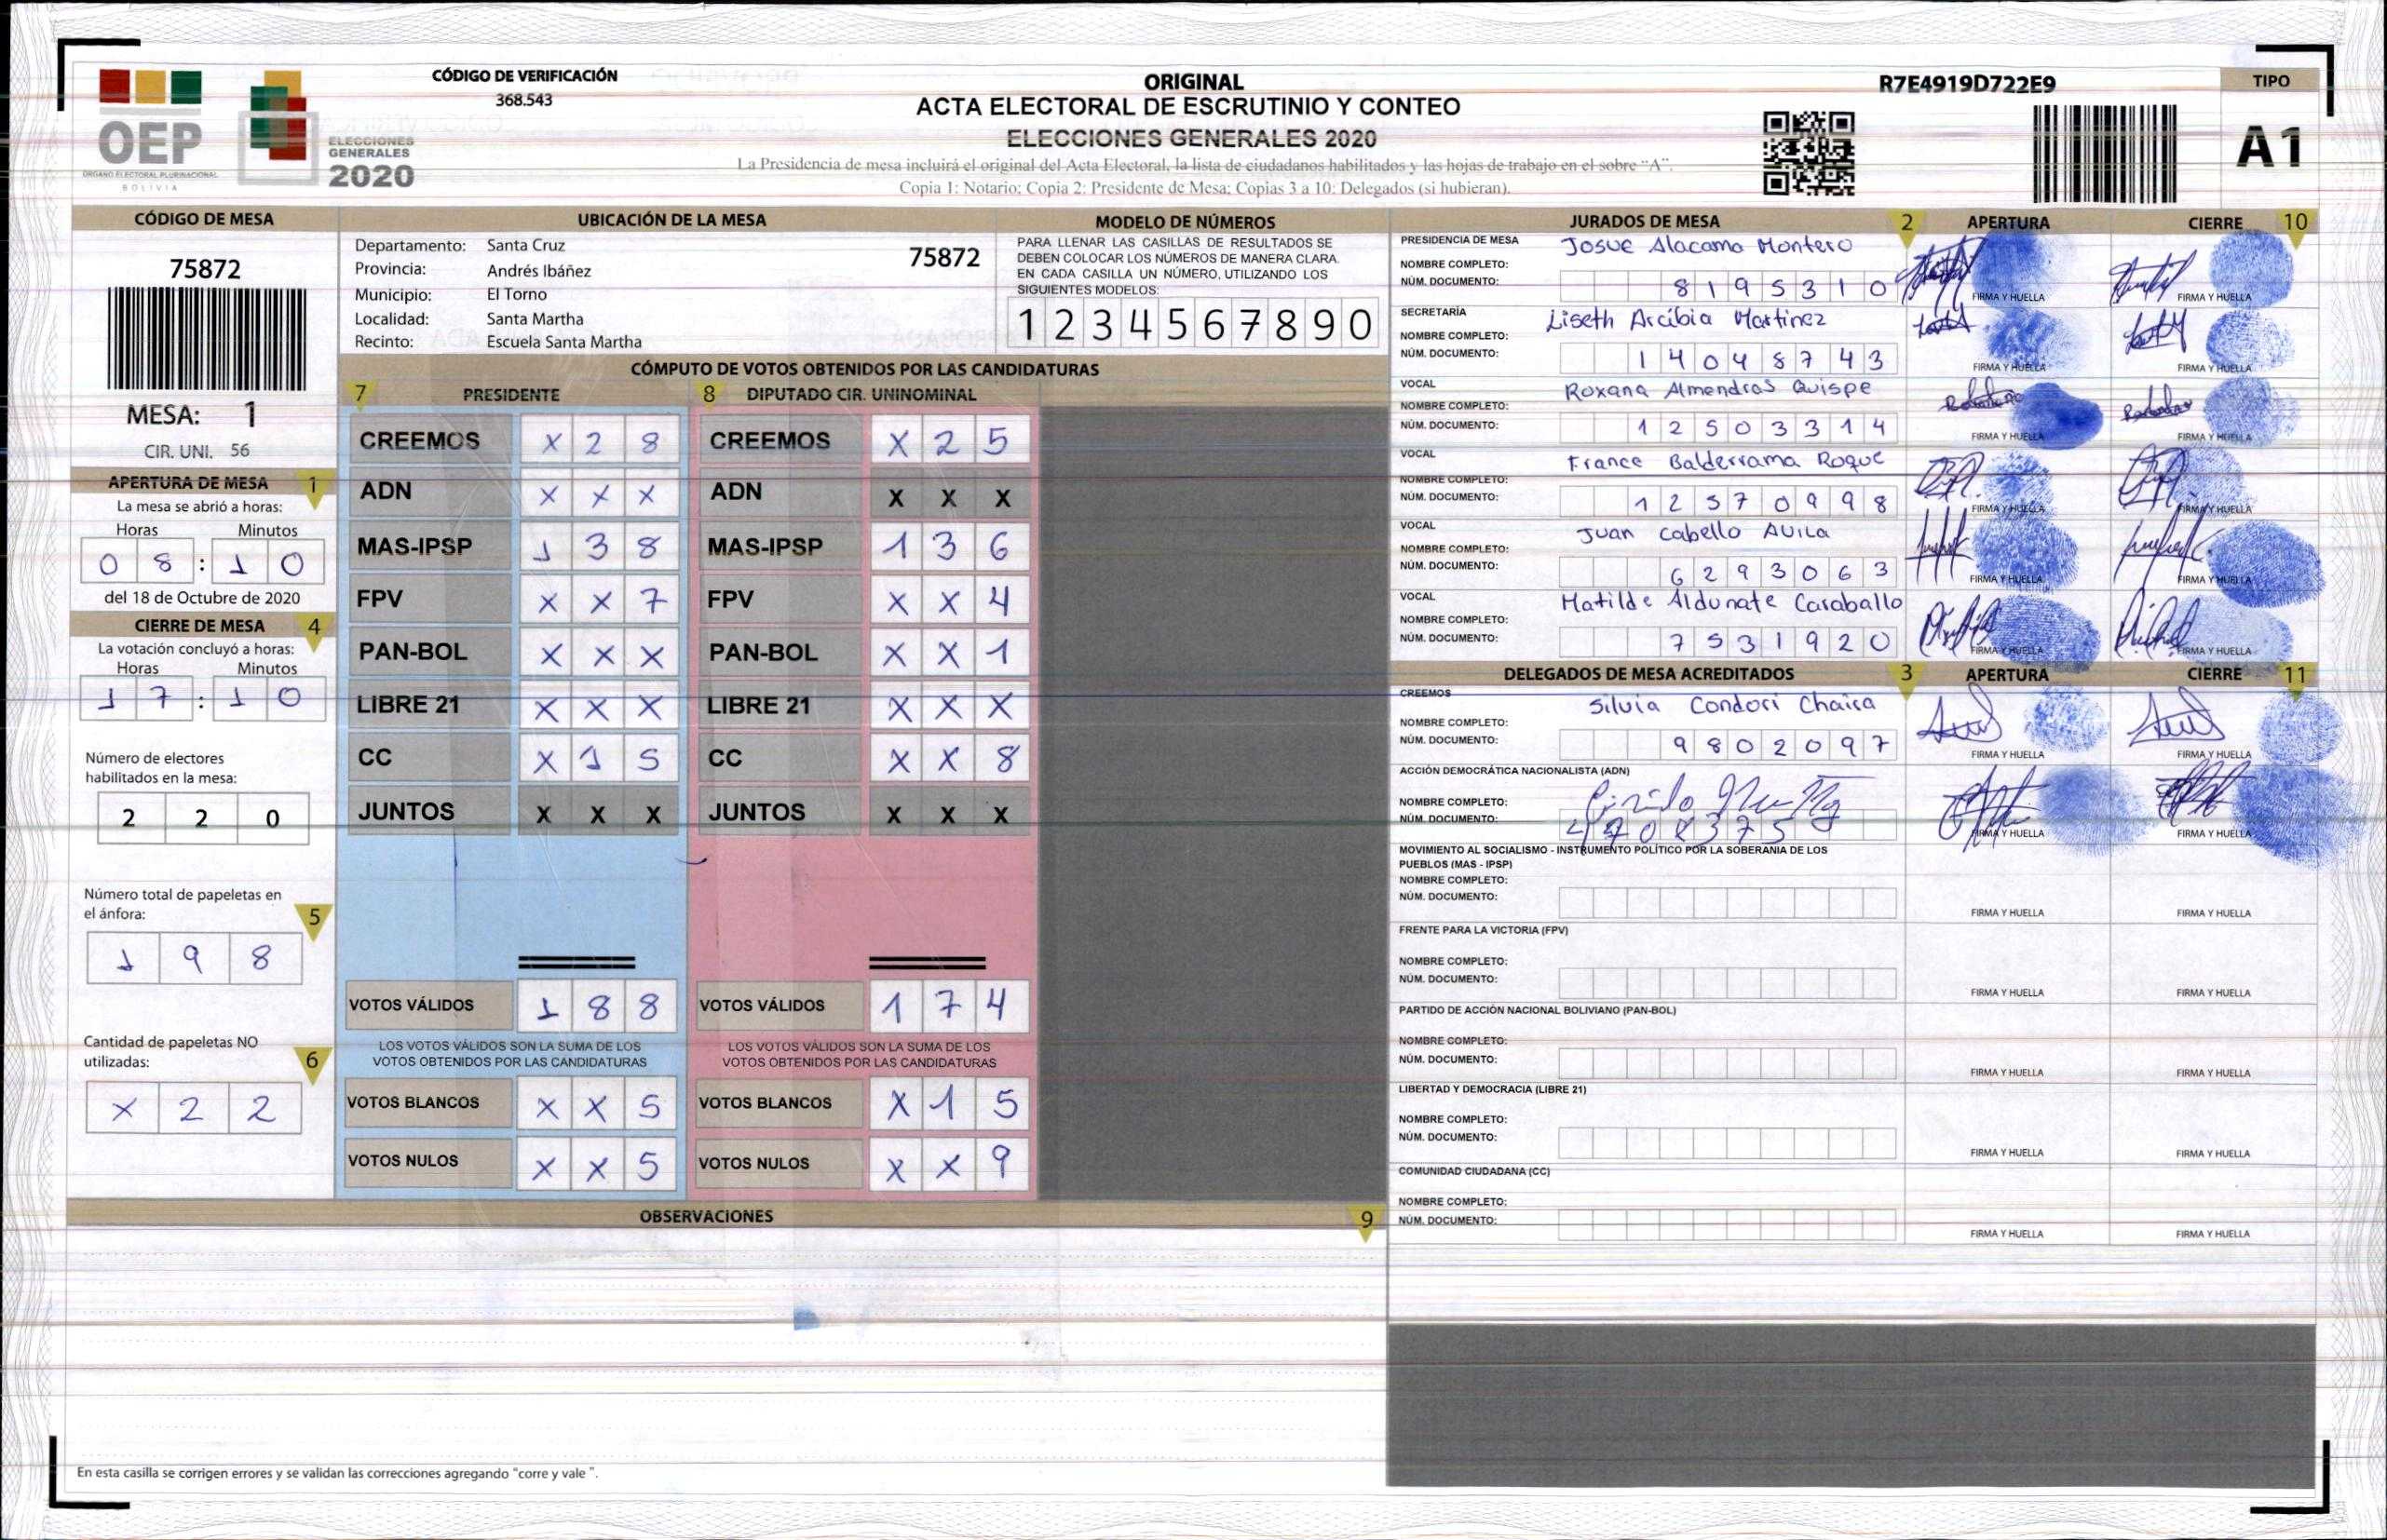 CÓDIGO DE VERIFICACIÓN
368.543
ORIGINAL
ACTA ELECTORAL DE ESCRUTINIO Y CONTEO
ELECCIONES GENERALES 2020
La Presidencia de mesa incluirá el original del Acta Electoral, la lista de ciudadanos habilitados y las hojas de trabajo en el sobre "A".
Copia 1: Notario; Copia 2: Presidente de Mesa; Copias 3 a 10: Delegados (si hubieran).
R7E4919D722E9
TIPO
A1
OEP
ÓRGANO ELECTORAL PLURINACIONAL
BOLIVIA
ELECCIONES
GENERALES
2020
CÓDIGO DE MESA
75872
MESA: 1
CIR. UNI. 56
UBICACIÓN DE LA MESA
Departamento: Santa Cruz
75872
Provincia: Andrés Ibáñez
Municipio: El Torno
Localidad: Santa Martha
Recinto: Escuela Santa Martha
MODELO DE NÚMEROS
PARA LLENAR LAS CASILLAS DE RESULTADOS SE
DEBEN COLOCAR LOS NÚMEROS DE MANERA CLARA.
EN CADA CASILLA UN NÚMERO, UTILIZANDO LOS
SIGUIENTES MODELOS:
1 2 3 4 5 6 7 8 9 0
APERTURA DE MESA 1
La mesa se abrió a horas:
Horas Minutos
0 8 : 1 0
del 18 de Octubre de 2020
CIERRE DE MESA 4
La votación concluyó a horas:
Horas Minutos
1 7 : 1 0
Número de electores
habilitados en la mesa:
2 2 0
Número total de papeletas en
el ánfora: 5
1 9 8
Cantidad de papeletas NO
utilizadas: 6
X 2 2
CÓMPUTO DE VOTOS OBTENIDOS POR LAS CANDIDATURAS
7 PRESIDENTE
CREEMOS X 2 8
ADN X X X
MAS-IPSP 1 3 8
FPV X X 7
PAN-BOL X X X
LIBRE 21 X X X
CC X 1 5
JUNTOS X X X
VOTOS VÁLIDOS 1 8 8
LOS VOTOS VÁLIDOS SON LA SUMA DE LOS
VOTOS OBTENIDOS POR LAS CANDIDATURAS
VOTOS BLANCOS X X 5
VOTOS NULOS X X 5
8 DIPUTADO CIR. UNINOMINAL
CREEMOS X 2 5
ADN X X X
MAS-IPSP 1 3 6
FPV X X 4
PAN-BOL X X 1
LIBRE 21 X X X
CC X X 8
JUNTOS X X X
VOTOS VÁLIDOS 1 7 4
LOS VOTOS VÁLIDOS SON LA SUMA DE LOS
VOTOS OBTENIDOS POR LAS CANDIDATURAS
VOTOS BLANCOS X 1 5
VOTOS NULOS X X 9
OBSERVACIONES 9
En esta casilla se corrigen errores y se validan las correcciones agregando "corre y vale ".
JURADOS DE MESA 2 APERTURA CIERRE 10
PRESIDENCIA DE MESA
NOMBRE COMPLETO: Josue Alacama Montero
NÚM. DOCUMENTO: 8 1 9 5 3 1 0
FIRMA Y HUELLA FIRMA Y HUELLA
SECRETARÍA
NOMBRE COMPLETO: Liseth Arcibia Martinez
NÚM. DOCUMENTO: 1 4 0 4 8 7 4 3
FIRMA Y HUELLA FIRMA Y HUELLA
VOCAL
NOMBRE COMPLETO: Roxana Almendras Quispe
NÚM. DOCUMENTO: 1 2 5 0 3 3 1 4
FIRMA Y HUELLA FIRMA Y HUELLA
VOCAL
NOMBRE COMPLETO: France Balderrama Roque
NÚM. DOCUMENTO: 1 2 5 7 0 9 9 8
FIRMA Y HUELLA FIRMA Y HUELLA
VOCAL
NOMBRE COMPLETO: Juan Cabello AVila
NÚM. DOCUMENTO: 6 2 9 3 0 6 3
FIRMA Y HUELLA FIRMA Y HUELLA
VOCAL
NOMBRE COMPLETO: Matilde Aldunate Caraballo
NÚM. DOCUMENTO: 7 5 3 1 9 2 0
FIRMA Y HUELLA FIRMA Y HUELLA
DELEGADOS DE MESA ACREDITADOS 3 APERTURA CIERRE 11
CREEMOS
NOMBRE COMPLETO: Silvia Condori Chaira
NÚM. DOCUMENTO: 9 8 0 2 0 9 7
FIRMA Y HUELLA FIRMA Y HUELLA
ACCIÓN DEMOCRÁTICA NACIONALISTA (ADN)
NOMBRE COMPLETO:
NÚM. DOCUMENTO:
FIRMA Y HUELLA FIRMA Y HUELLA
MOVIMIENTO AL SOCIALISMO - INSTRUMENTO POLÍTICO POR LA SOBERANIA DE LOS
PUEBLOS (MAS - IPSP)
NOMBRE COMPLETO:
NÚM. DOCUMENTO:
FIRMA Y HUELLA FIRMA Y HUELLA
FRENTE PARA LA VICTORIA (FPV)
NOMBRE COMPLETO:
NÚM. DOCUMENTO:
FIRMA Y HUELLA FIRMA Y HUELLA
PARTIDO DE ACCIÓN NACIONAL BOLIVIANO (PAN-BOL)
NOMBRE COMPLETO:
NÚM. DOCUMENTO:
FIRMA Y HUELLA FIRMA Y HUELLA
LIBERTAD Y DEMOCRACIA (LIBRE 21)
NOMBRE COMPLETO:
NÚM. DOCUMENTO:
FIRMA Y HUELLA FIRMA Y HUELLA
COMUNIDAD CIUDADANA (CC)
NOMBRE COMPLETO:
NÚM. DOCUMENTO:
FIRMA Y HUELLA FIRMA Y HUELLA